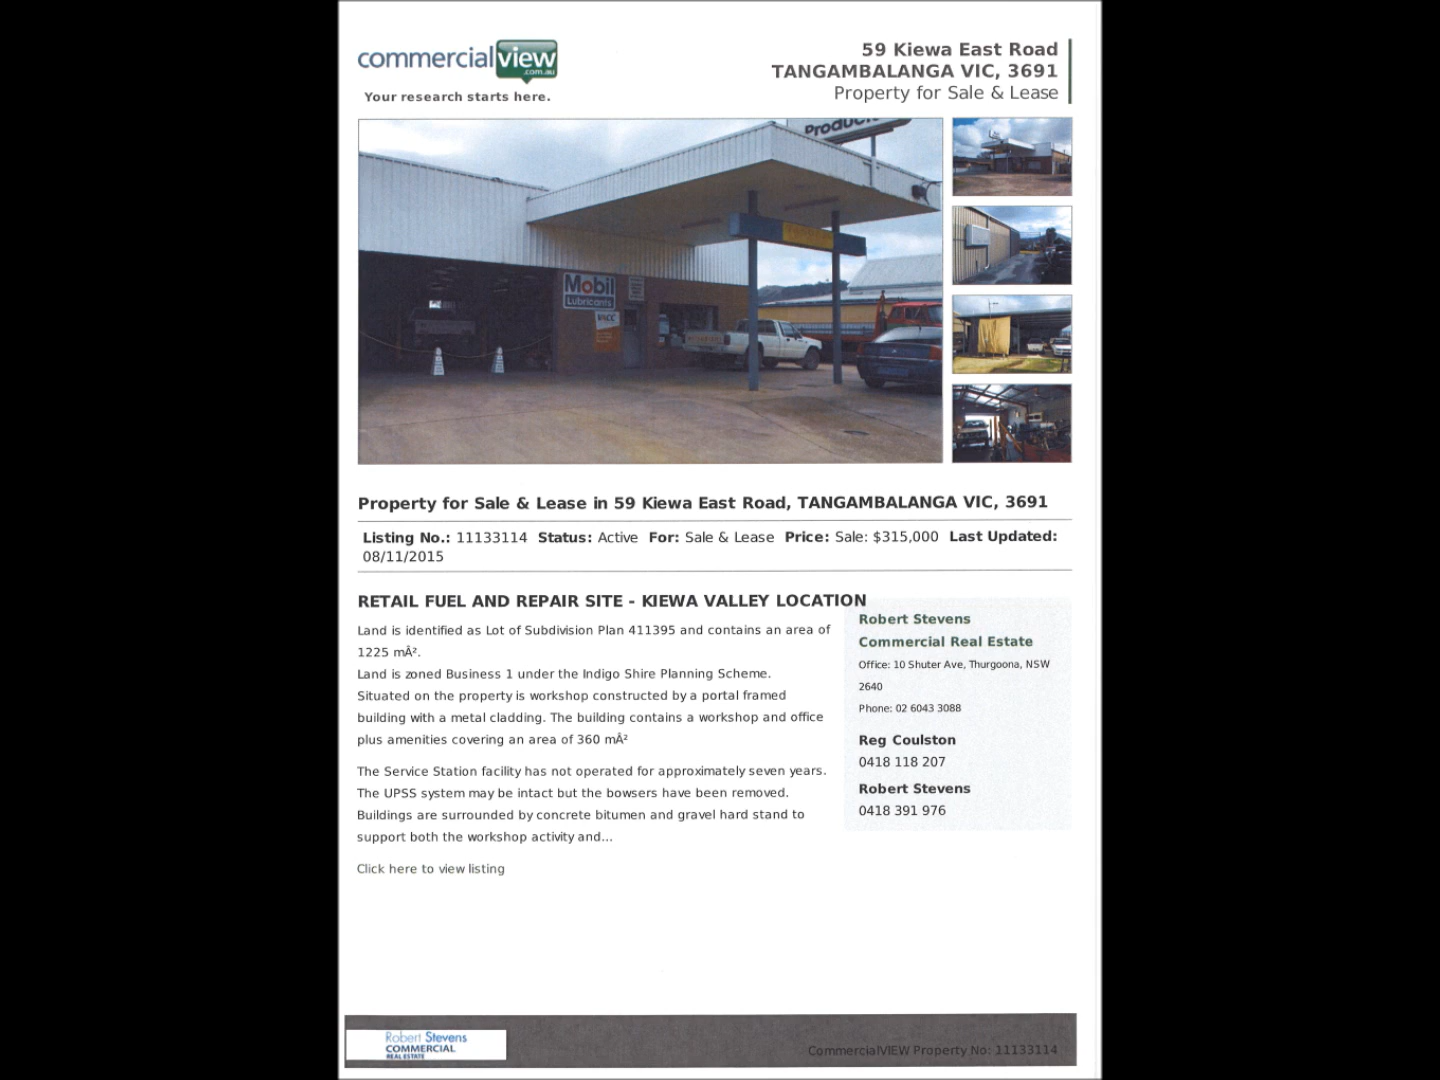 commercialview
.com.au
Your research starts here.
59 Kiewa East Road
TANGAMBALANGA VIC, 3691
Property for Sale & Lease
Produc
Mobil
Lubricants
VACC
Property for Sale & Lease in 59 Kiewa East Road, TANGAMBALANGA VIC, 3691
Listing No.: 11133114 Status: Active For: Sale & Lease Price: Sale: $315,000 Last Updated:
08/11/2015
RETAIL FUEL AND REPAIR SITE - KIEWA VALLEY LOCATION
Land is identified as Lot of Subdivision Plan 411395 and contains an area of
1225 mÂ².
Land is zoned Business 1 under the Indigo Shire Planning Scheme.
Situated on the property is workshop constructed by a portal framed
building with a metal cladding. The building contains a workshop and office
plus amenities covering an area of 360 mÂ²
The Service Station facility has not operated for approximately seven years.
The UPSS system may be intact but the bowsers have been removed.
Buildings are surrounded by concrete bitumen and gravel hard stand to
support both the workshop activity and...
Click here to view listing
Robert Stevens
Commercial Real Estate
Office: 10 Shuter Ave, Thurgoona, NSW
2640
Phone: 02 6043 3088
Reg Coulston
0418 118 207
Robert Stevens
0418 391 976
Robert Stevens
COMMERCIAL
REAL ESTATE
CommercialVIEW Property No: 11133114